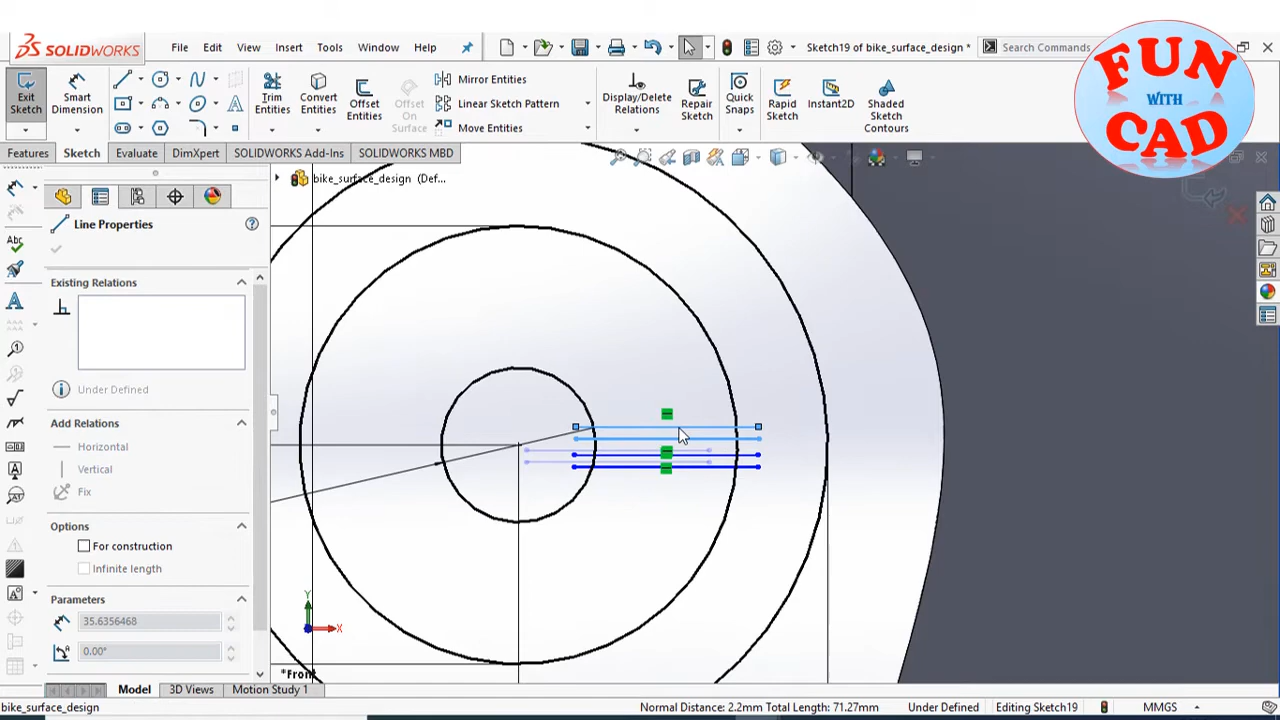 SOLIDWORKS File Edit View Insert Tools Window Help Sketch19 of bike_surface_design * Search Commands
FUN
WITH
CAD
Exit Sketch
Smart Dimension
Trim Entities
Convert Entities
Offset Entities
Offset On Surface
Mirror Entities
Linear Sketch Pattern
Move Entities
Display/Delete Relations
Repair Sketch
Quick Snaps
Rapid Sketch
Instant2D
Shaded Sketch Contours
Features Sketch Evaluate DimXpert SOLIDWORKS Add-Ins SOLIDWORKS MBD
bike_surface_design (Def...
Line Properties
Existing Relations
Under Defined
Add Relations
Horizontal
Vertical
Fix
Options
For construction
Infinite length
Parameters
35.6356468
0.00°
Y
X
*Front
Model 3D Views Motion Study 1
bike_surface_design Normal Distance: 2.2mm Total Length: 71.27mm Under Defined Editing Sketch19 MMGS